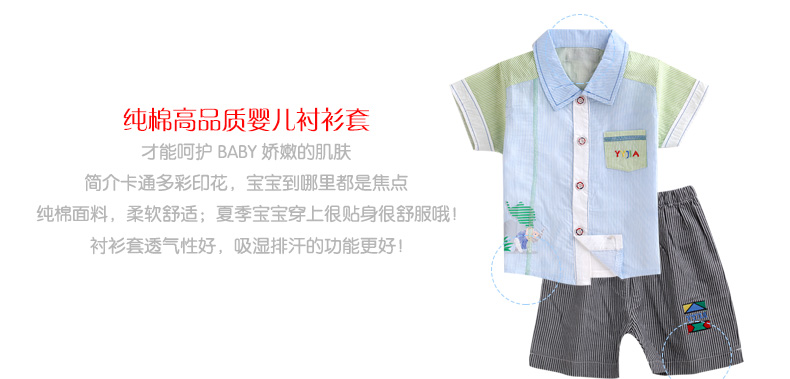 纯棉高品质婴儿衬衫套
才能呵护 BABY 娇嫩的肌肤
简介卡通多彩印花，宝宝到哪里都是焦点
纯棉面料，柔软舒适；夏季宝宝穿上很贴身很舒服哦！
衬衫套透气性好，吸湿排汗的功能更好！
YIJIA